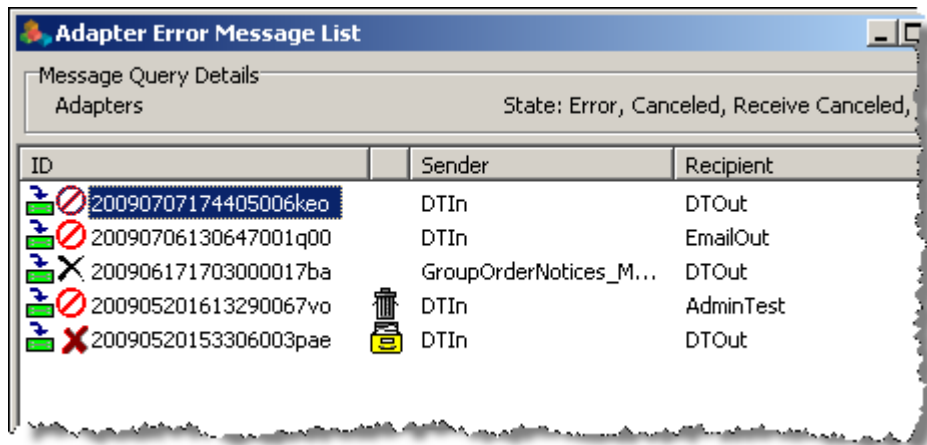 Adapter Error Message List
Message Query Details
Adapters State: Error, Canceled, Receive Canceled,
ID Sender Recipient
20090707174405006keo DTIn DTOut
20090706130647001q00 DTIn EmailOut
200906171703000017ba GroupOrderNotices_M... DTOut
200905201613290067vo DTIn AdminTest
20090520153306003pae DTIn DTOut